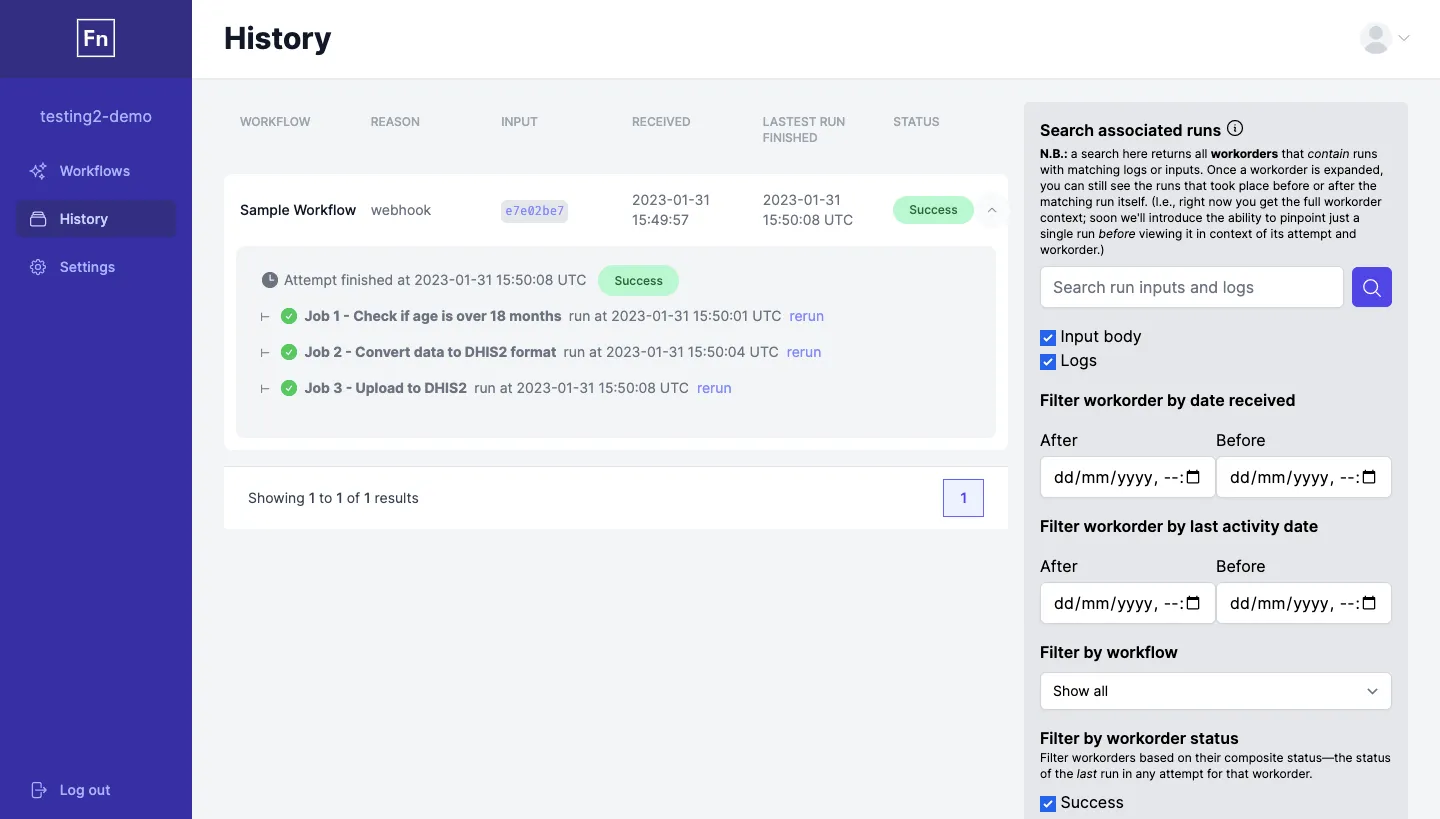 Fn
History
testing2-demo
Workflows
History
Settings
Log out
WORKFLOW REASON INPUT RECEIVED LASTEST RUN FINISHED STATUS
Sample Workflow webhook e7e02be7 2023-01-31 15:49:57 2023-01-31 15:50:08 UTC Success
Attempt finished at 2023-01-31 15:50:08 UTC Success
Job 1 - Check if age is over 18 months run at 2023-01-31 15:50:01 UTC rerun
Job 2 - Convert data to DHIS2 format run at 2023-01-31 15:50:04 UTC rerun
Job 3 - Upload to DHIS2 run at 2023-01-31 15:50:08 UTC rerun
Showing 1 to 1 of 1 results 1
Search associated runs
N.B.: a search here returns all workorders that contain runs
with matching logs or inputs. Once a workorder is expanded,
you can still see the runs that took place before or after the
matching run itself. (I.e., right now you get the full workorder
context; soon we'll introduce the ability to pinpoint just a
single run before viewing it in context of its attempt and
workorder.)
Search run inputs and logs
Input body
Logs
Filter workorder by date received
After Before
dd/mm/yyyy, --: dd/mm/yyyy, --:
Filter workorder by last activity date
After Before
dd/mm/yyyy, --: dd/mm/yyyy, --:
Filter by workflow
Show all
Filter by workorder status
Filter workorders based on their composite status—the status
of the last run in any attempt for that workorder.
Success